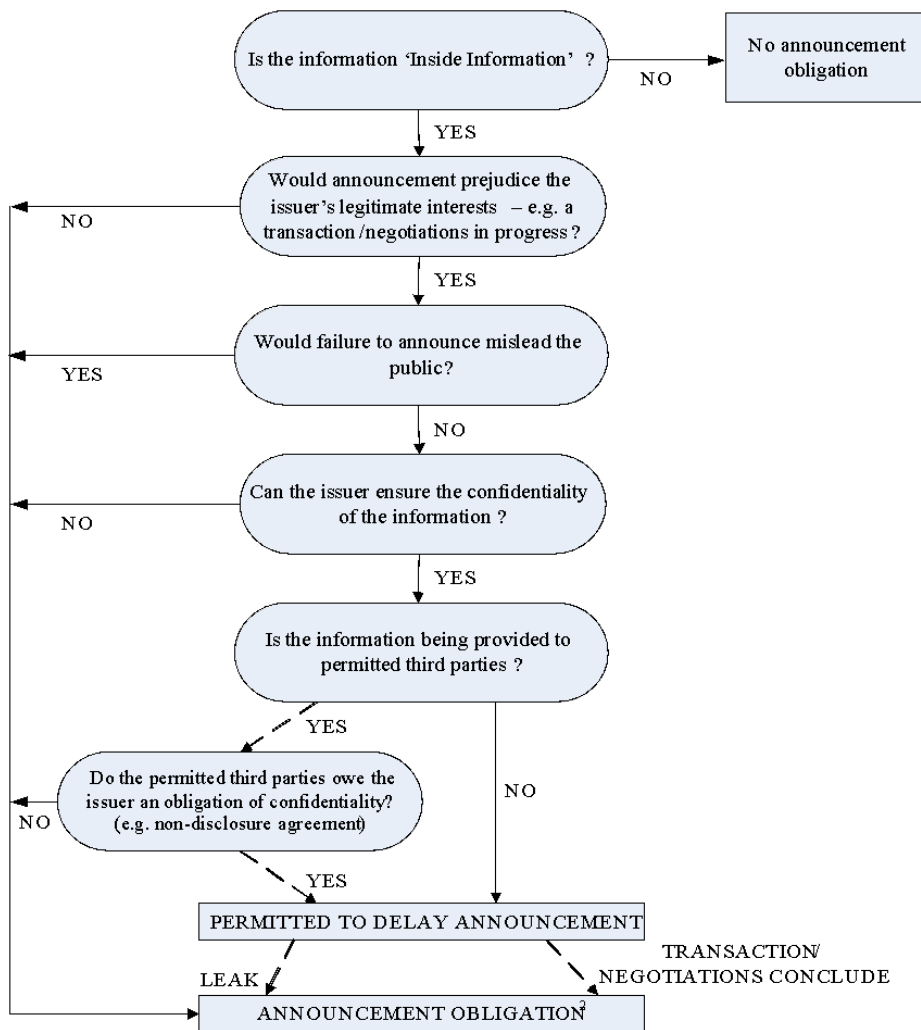 Is the information ‘Inside Information’ ?
No announcement
obligation
NO
YES
Would announcement prejudice the
issuer’s legitimate interests – e.g. a
transaction/negotiations in progress?
NO
YES
Would failure to announce mislead the
public?
YES
NO
Can the issuer ensure the confidentiality
of the information ?
NO
YES
Is the information being provided to
permitted third parties ?
YES
Do the permitted third parties owe the
issuer an obligation of confidentiality?
(e.g. non-disclosure agreement)
NO
NO
YES
PERMITTED TO DELAY ANNOUNCEMENT
TRANSACTION/
NEGOTIATIONS CONCLUDE
LEAK
ANNOUNCEMENT OBLIGATION2